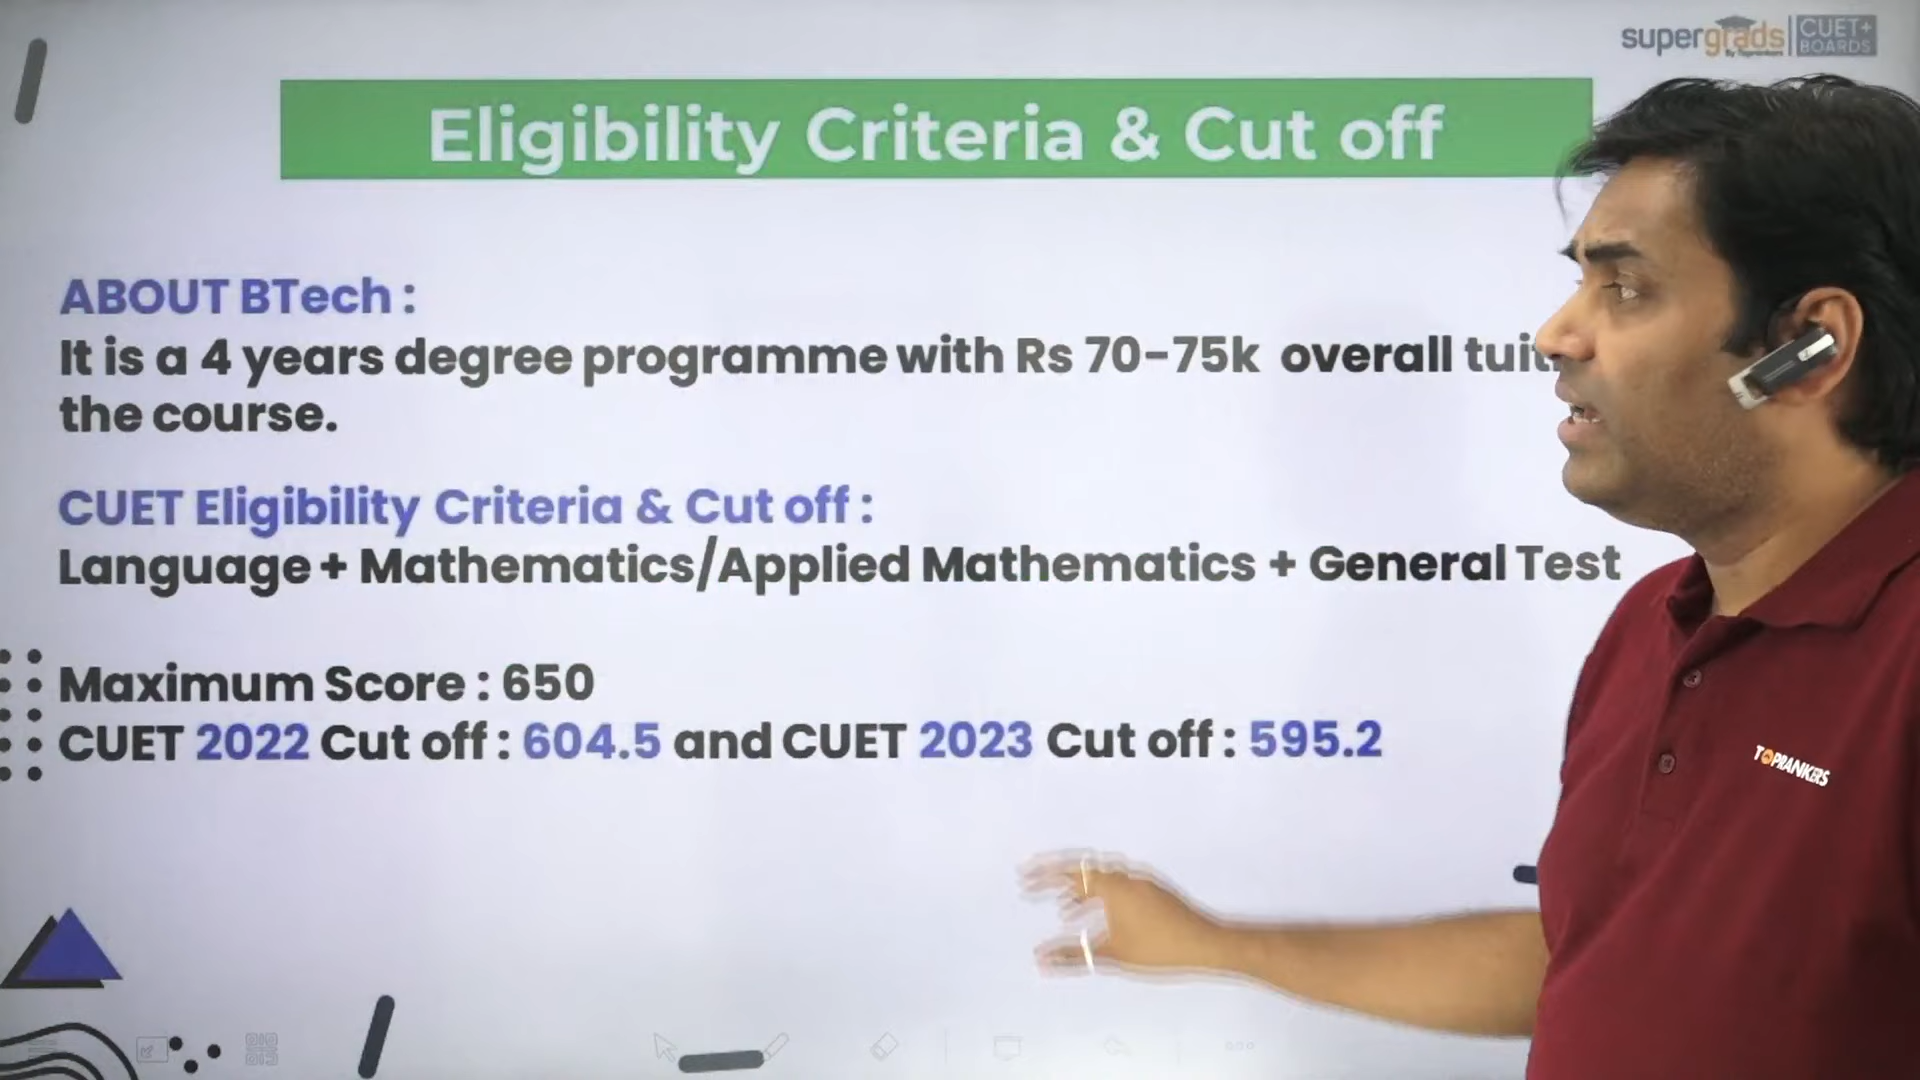 supergrads
CUET+
BOARDS
Eligibility Criteria & Cut off
ABOUT BTech :
It is a 4 years degree programme with Rs 70-75k overall
the course.
CUET Eligibility Criteria & Cut off :
Language + Mathematics/Applied Mathematics + General Test
Maximum Score : 650
CUET 2022 Cut off : 604.5 and CUET 2023 Cut off : 595.2
TOPRANKERS